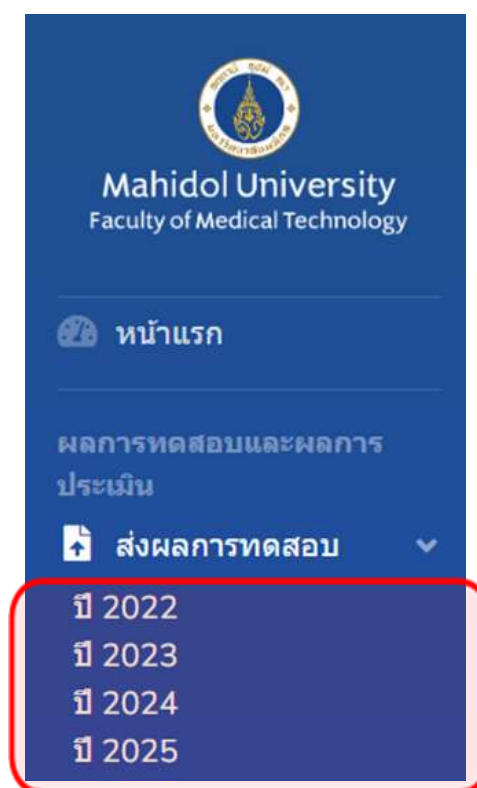 Mahidol University
Faculty of Medical Technology
หน้าแรก
ผลการทดสอบและผลการ
ประเมิน
ส่งผลการทดสอบ
ปี 2022
ปี 2023
ปี 2024
ปี 2025